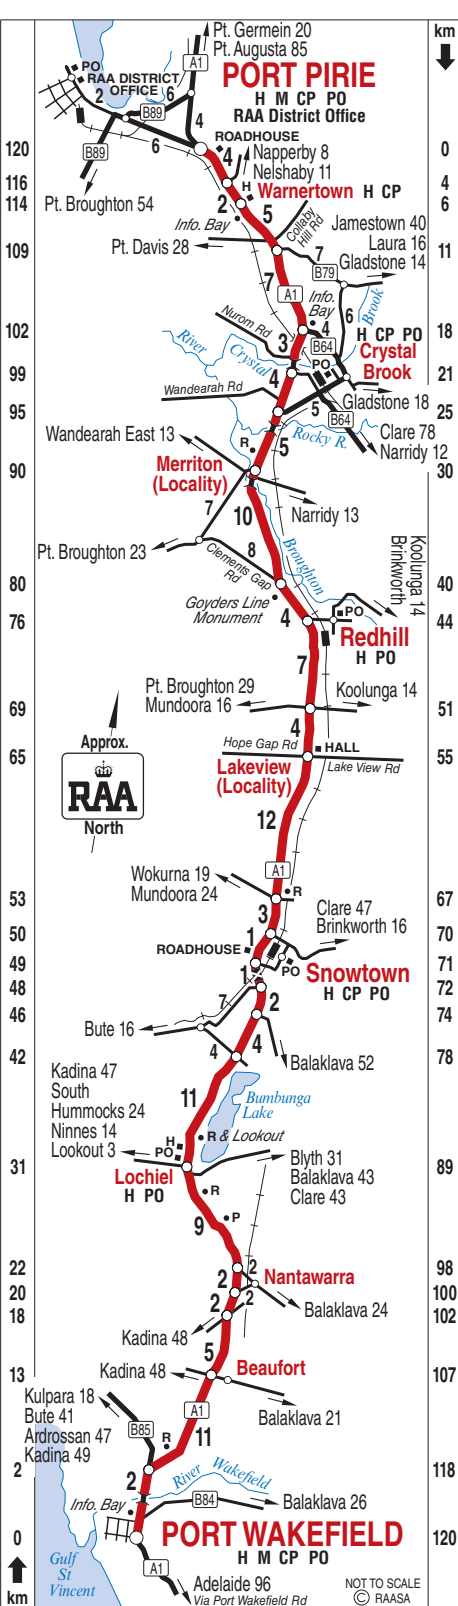 km
Pt. Germein 20
Pt. Augusta 85
A1
PO
RAA DISTRICT
OFFICE
2
6
B89
PORT PIRIE
H M CP PO
RAA District Office
4
6
B89
ROADHOUSE
120
0
4
Napperby 8
Nelshaby 11
116
4
H
Warnertown H CP
114
6
2
Pt. Broughton 54
Info. Bay
5
Collaby
Hill Rd
Jamestown 40
Laura 16
Gladstone 14
Pt. Davis 28
109
11
7
B79
7
A1
Info.
Bay
6
Brook
Nurom Rd
102
18
4
H CP PO
Crystal
Brook
River
Crystal
3
B64
PO
99
21
4
Wandearah Rd
Gladstone 18
95
25
5
B64
Clare 78
Narridy 12
Wandearah East 13
R
5
Rocky R.
Merriton
(Locality)
90
30
7
10
Narridy 13
Pt. Broughton 23
8
Clements Gap
Rd
Broughton
Koolunga 14
Brinkworth
80
40
Goyders Line
Monument
PO
76
4
44
Redhill
H PO
7
Pt. Broughton 29
Mundoora 16
Koolunga 14
69
51
4
Approx.
RAA
North
Hope Gap Rd
HALL
65
55
Lakeview
(Locality)
Lake View Rd
12
A1
Wokurna 19
Mundoora 24
R
53
67
3
Clare 47
Brinkworth 16
50
70
1
ROADHOUSE
49
71
PO
Snowtown
H CP PO
1
48
72
7
2
46
74
Bute 16
4
4
Balaklava 52
42
78
Kadina 47
South
Hummocks 24
Ninnes 14
Lookout 3
11
Bumbunga
Lake
H
PO
R & Lookout
Blyth 31
Balaklava 43
Clare 43
31
89
Lochiel
H PO
R
9
P
22
98
2
2
Nantawarra
20
100
2
2
Balaklava 24
18
102
Kadina 48
5
Kadina 48
Beaufort
13
107
Kulpara 18
Bute 41
Ardrossan 47
Kadina 49
A1
Balaklava 21
B85
R
11
2
118
2
River Wakefield
Info. Bay
B84
Balaklava 26
0
PORT WAKEFIELD
120
H M CP PO
Gulf
St
Vincent
A1
Adelaide 96
Via Port Wakefield Rd
NOT TO SCALE
© RAASA
km